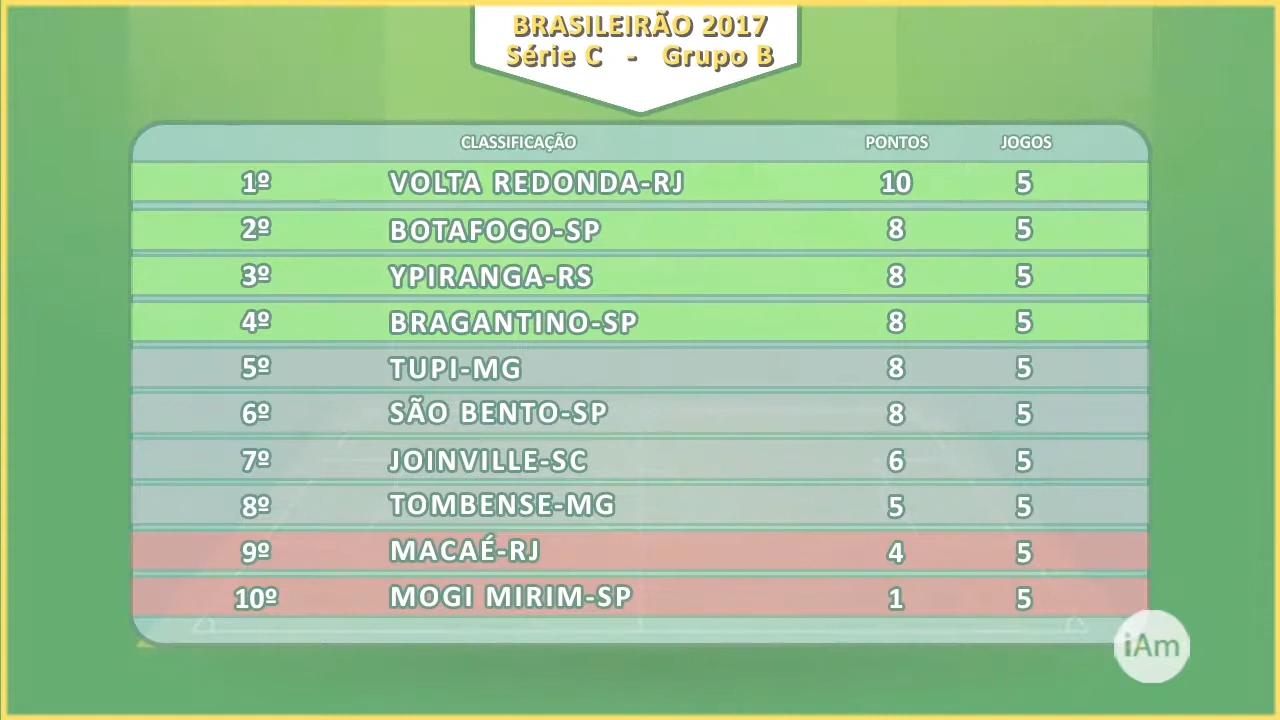 BRASILEIRÃO 2017
Série C - Grupo B
CLASSIFICAÇÃO PONTOS JOGOS
1º VOLTA REDONDA-RJ 10 5
2º BOTAFOGO-SP 8 5
3º YPIRANGA-RS 8 5
4º BRAGANTINO-SP 8 5
5º TUPI-MG 8 5
6º SÃO BENTO-SP 8 5
7º JOINVILLE-SC 6 5
8º TOMBENSE-MG 5 5
9º MACAÉ-RJ 4 5
10º MOGI MIRIM-SP 1 5
iAm